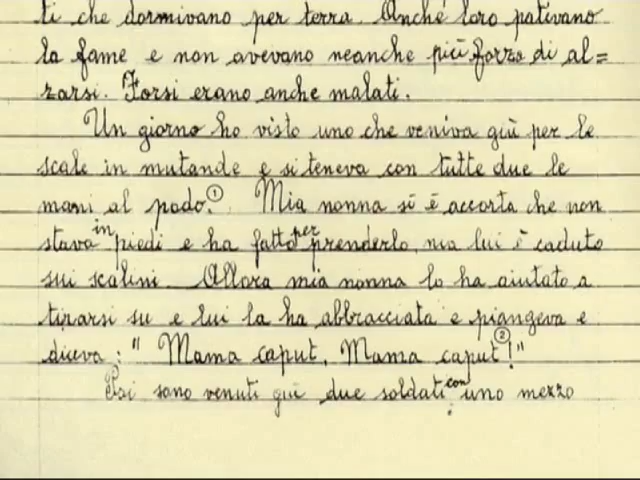 ti che dormivano per terra. Anche loro pativano
la fame e non avevano neanche più forza di al=
zarsi. Forsi erano anche malati.
Un giorno ho visto uno che veniva giù per le
scale in mutande e si teneva con tutte due le
mani al podo.① Mia nonna si è accorta che non
stava in piedi e ha fatto per prenderlo, ma lui è caduto
sui scalini. Allora mia nonna lo ha aiutato a
tirarsi su e lui la ha abbracciata e piangeva e
diceva: "Mama caput, Mama caput②!"
Poi sono venuti giù due soldati con uno mezzo